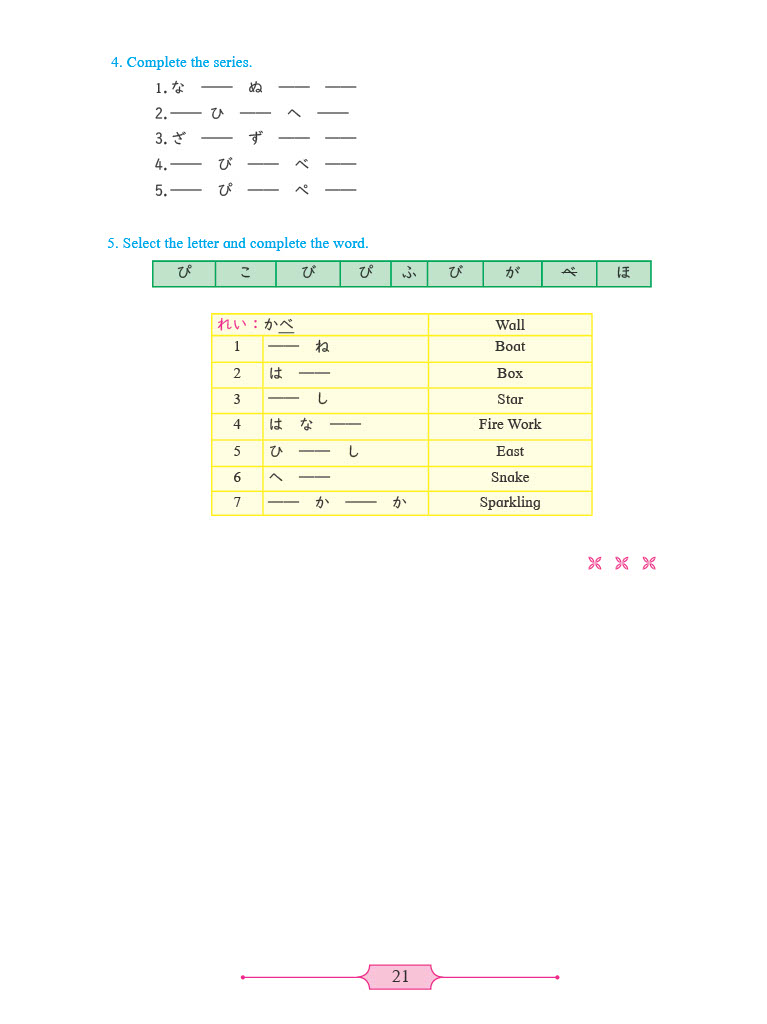 4. Complete the series.
1. な —— ぬ —— ——
2. —— ひ —— へ ——
3. ざ —— ず —— ——
4. —— び —— べ ——
5. —— ぴ —— ぺ ——
5. Select the letter and complete the word.
ぴ こ び ぴ ふ び が べ ほ
れい : かべ Wall
1 —— ね Boat
2 は —— Box
3 —— し Star
4 は な —— Fire Work
5 ひ —— し East
6 へ —— Snake
7 —— か —— か Sparkling
21